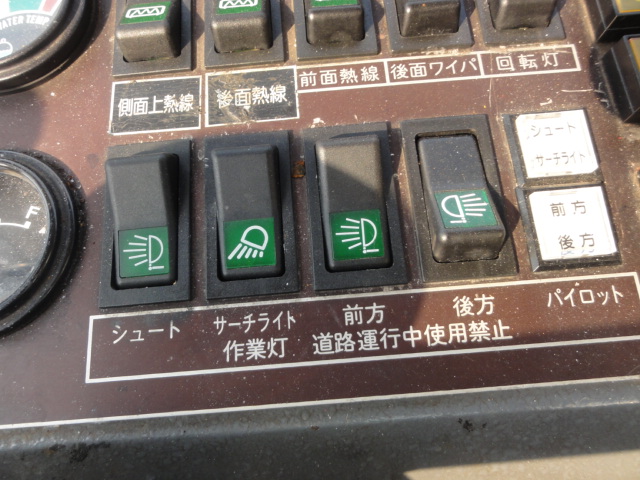 WATER TEMP
側面上熱線
後面熱線
前面熱線
後面ワイパ
回転灯
シュート
サーチライト
前方
後方
F
シュート
サーチライト
前方
後方
パイロット
作業灯
道路運行中使用禁止